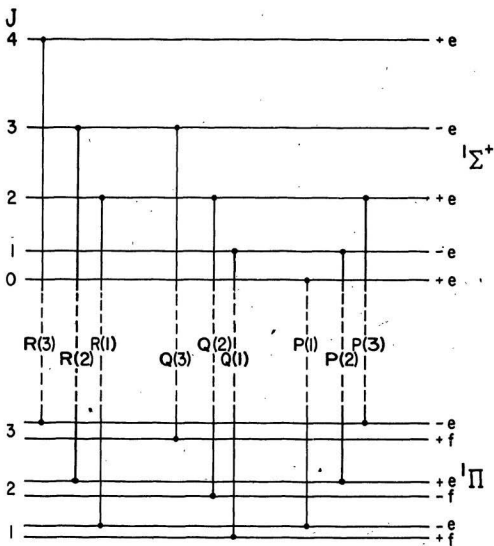 J
4 + e
3 - e
¹Σ⁺
2 + e
1 - e
0 + e
R(3) R(2) R(1) Q(3) Q(2) Q(1) P(1) P(2) P(3)
3 - e
+ f
2 + e
- f
¹Π
1 - e
+ f